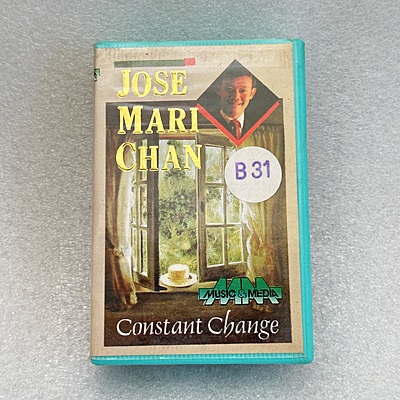 JOSE
MARI
CHAN
B 31
MUSIC & MEDIA
Constant Change